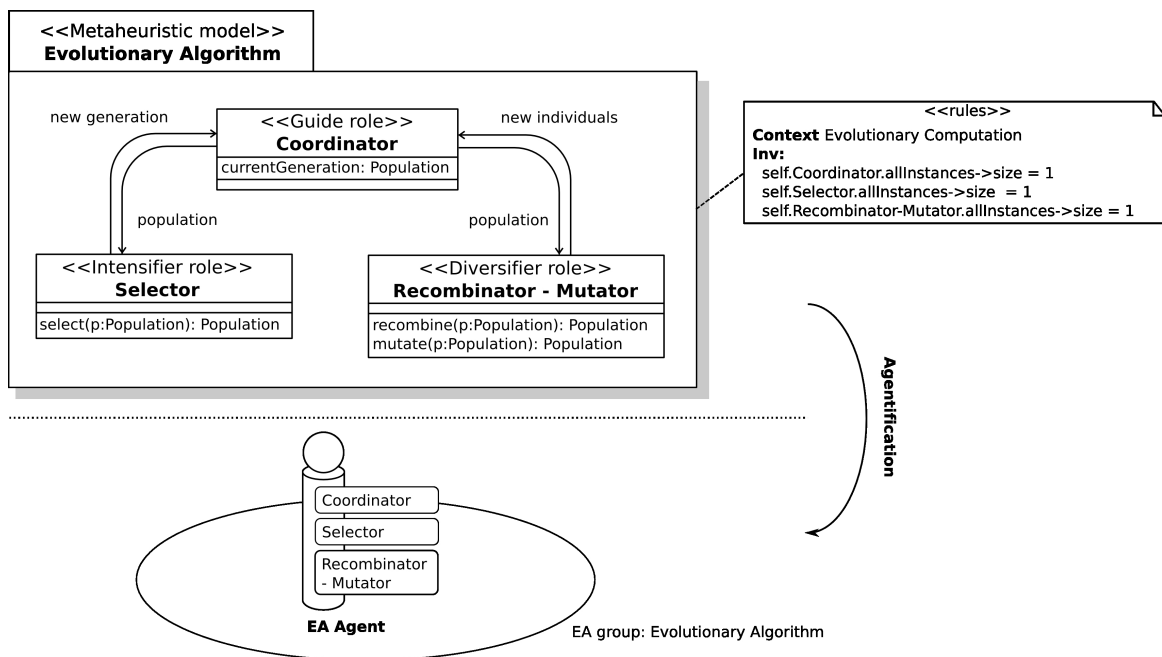 <<Metaheuristic model>>
Evolutionary Algorithm
new generation
<<Guide role>>
Coordinator
currentGeneration: Population
new individuals
population
population
<<Intensifier role>>
Selector
select(p:Population): Population
<<Diversifier role>>
Recombinator - Mutator
recombine(p:Population): Population
mutate(p:Population): Population
<<rules>>
Context Evolutionary Computation
Inv:
self.Coordinator.allInstances->size = 1
self.Selector.allInstances->size  = 1
self.Recombinator-Mutator.allInstances->size = 1
Agentification
Coordinator
Selector
Recombinator
- Mutator
EA Agent
EA group: Evolutionary Algorithm